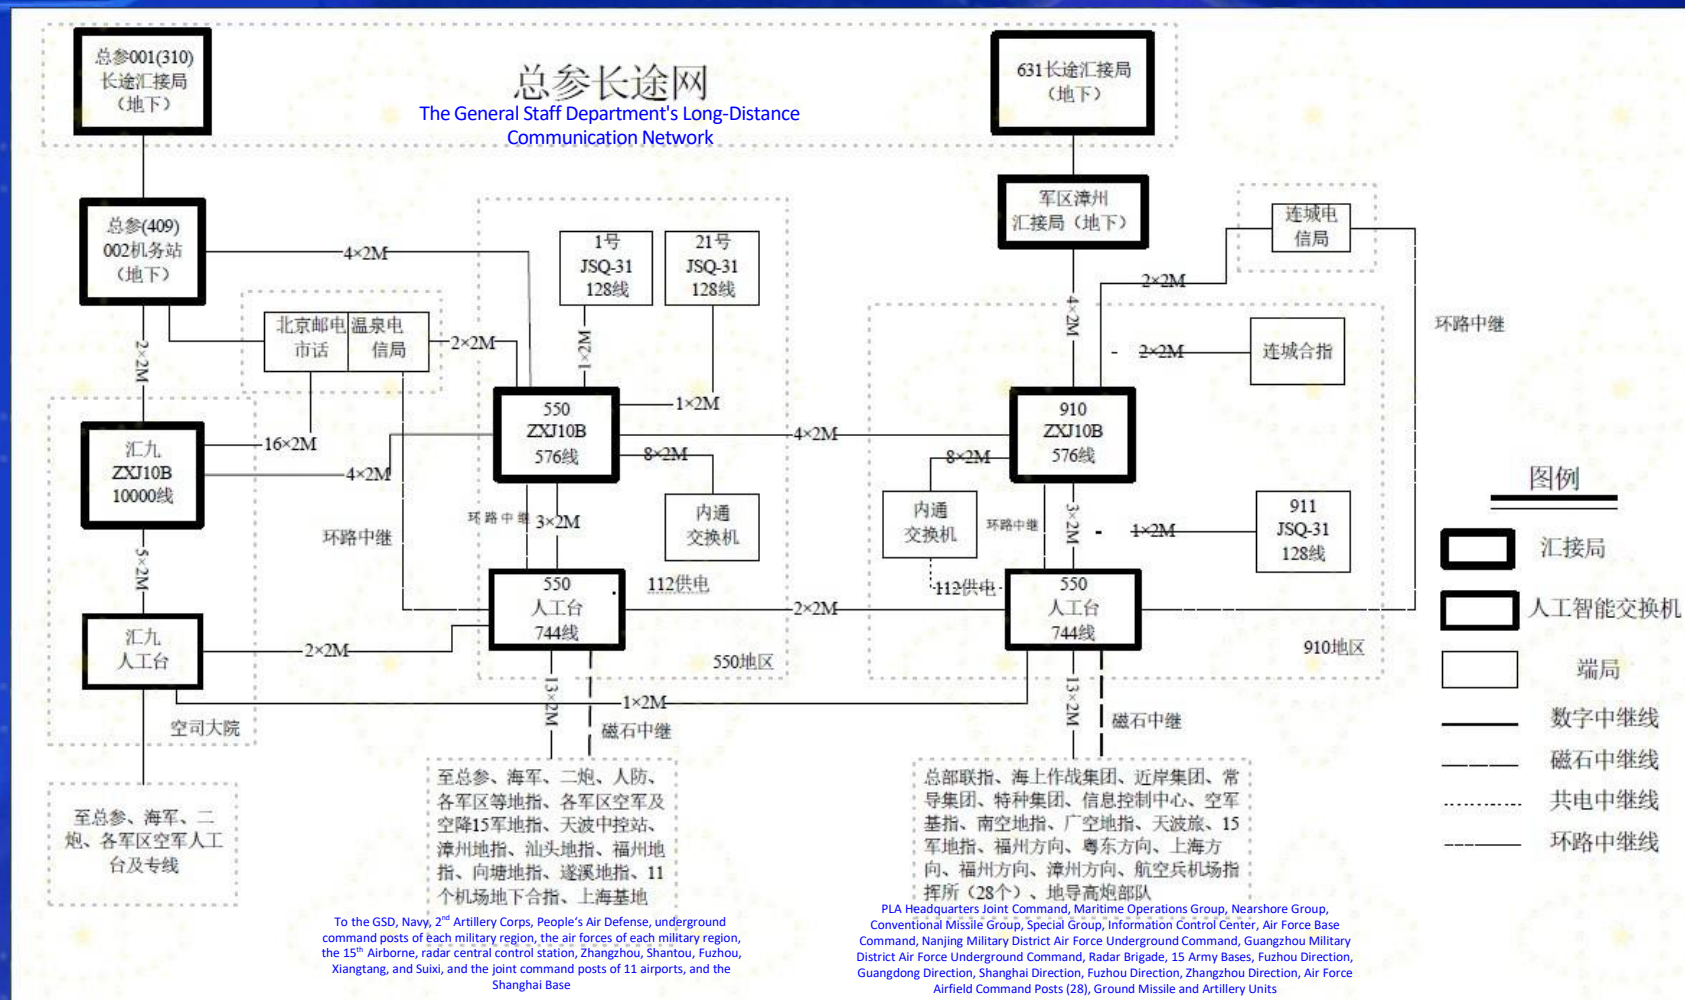 总参001(310)
长途汇接局
（地下）
总参长途网
The General Staff Department's Long-Distance
Communication Network
631长途汇接局
（地下）
总参(409)
002机务站
（地下）
4×2M
1号
JSQ-31
128线
21号
JSQ-31
128线
军区漳州
汇接局（地下）
连城电
信局
2×2M
4×2M
环路中继
北京邮电
市话
温泉电
信局
2×2M
2×2M
1×2M
1×2M
2×2M
连城合指
汇九
ZXJ10B
10000线
16×2M
4×2M
550
ZXJ10B
576线
8×2M
4×2M
910
ZXJ10B
576线
8×2M
内通
交换机
内通
交换机
911
JSQ-31
128线
1×2M
环路中继
环路中继
3×2M
环路中继
3×2M
5×2M
112供电
112供电
汇九
人工台
550
人工台
744线
2×2M
550
人工台
744线
2×2M
550地区
910地区
1×2M
空司大院
13×2M
磁石中继
13×2M
磁石中继
至总参、海军、二
炮、各军区空军人工
台及专线
至总参、海军、二炮、人防、
各军区等地指、各军区空军及
空降15军地指、天波中控站、
漳州地指、汕头地指、福州地
指、向塘地指、遂溪地指、11
个机场地下合指、上海基地
To the GSD, Navy, 2nd Artillery Corps, People's Air Defense, underground
command posts of each military region, the air forces of each military region,
the 15th Airborne, radar central control station, Zhangzhou, Shantou, Fuzhou,
Xiangtang, and Suixi, and the joint command posts of 11 airports, and the
Shanghai Base
总部联指、海上作战集团、近岸集团、常
导集团、特种集团、信息控制中心、空军
基指、南空地指、广空地指、天波旅、15
军地指、福州方向、粤东方向、上海方
向、福州方向、漳州方向、航空兵机场指
挥所（28个）、地导高炮部队
PLA Headquarters Joint Command, Maritime Operations Group, Nearshore Group,
Conventional Missile Group, Special Group, Information Control Center, Air Force Base
Command, Nanjing Military District Air Force Underground Command, Guangzhou Military
District Air Force Underground Command, Radar Brigade, 15 Army Bases, Fuzhou Direction,
Guangdong Direction, Shanghai Direction, Fuzhou Direction, Zhangzhou Direction, Air Force
Airfield Command Posts (28), Ground Missile and Artillery Units
图例
汇接局
人工智能交换机
端局
数字中继线
磁石中继线
共电中继线
环路中继线